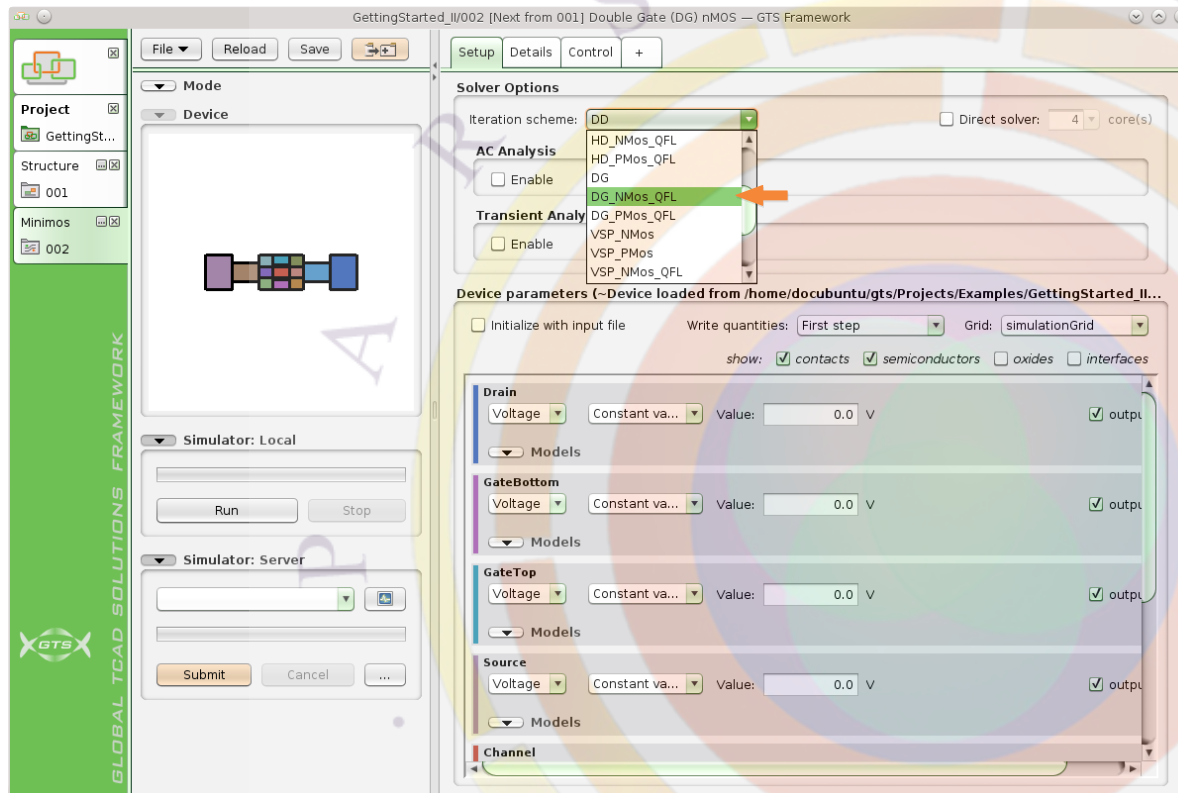 GettingStarted_II/002 [Next from 001] Double Gate (DG) nMOS — GTS Framework
File
Reload
Save
Project
GettingSt...
Structure
001
Minimos
002
GLOBAL TCAD SOLUTIONS FRAMEWORK
GTS
Mode
Device
Simulator: Local
Run
Stop
Simulator: Server
Submit
Cancel
...
Setup
Details
Control
+
Solver Options
Iteration scheme:
DD
Direct solver:
4
core(s)
HD_NMos_QFL
HD_PMos_QFL
DG
DG_NMos_QFL
DG_PMos_QFL
VSP_NMos
VSP_PMos
VSP_NMos_QFL
AC Analysis
Enable
Transient Analy
Enable
Device parameters (~Device loaded from /home/docubuntu/gts/Projects/Examples/GettingStarted_II...
Initialize with input file
Write quantities:
First step
Grid:
simulationGrid
show:
contacts
semiconductors
oxides
interfaces
Drain
Voltage
Constant va...
Value:
0.0
V
outpu
Models
GateBottom
Voltage
Constant va...
Value:
0.0
V
outpu
Models
GateTop
Voltage
Constant va...
Value:
0.0
V
outpu
Models
Source
Voltage
Constant va...
Value:
0.0
V
outpu
Models
Channel